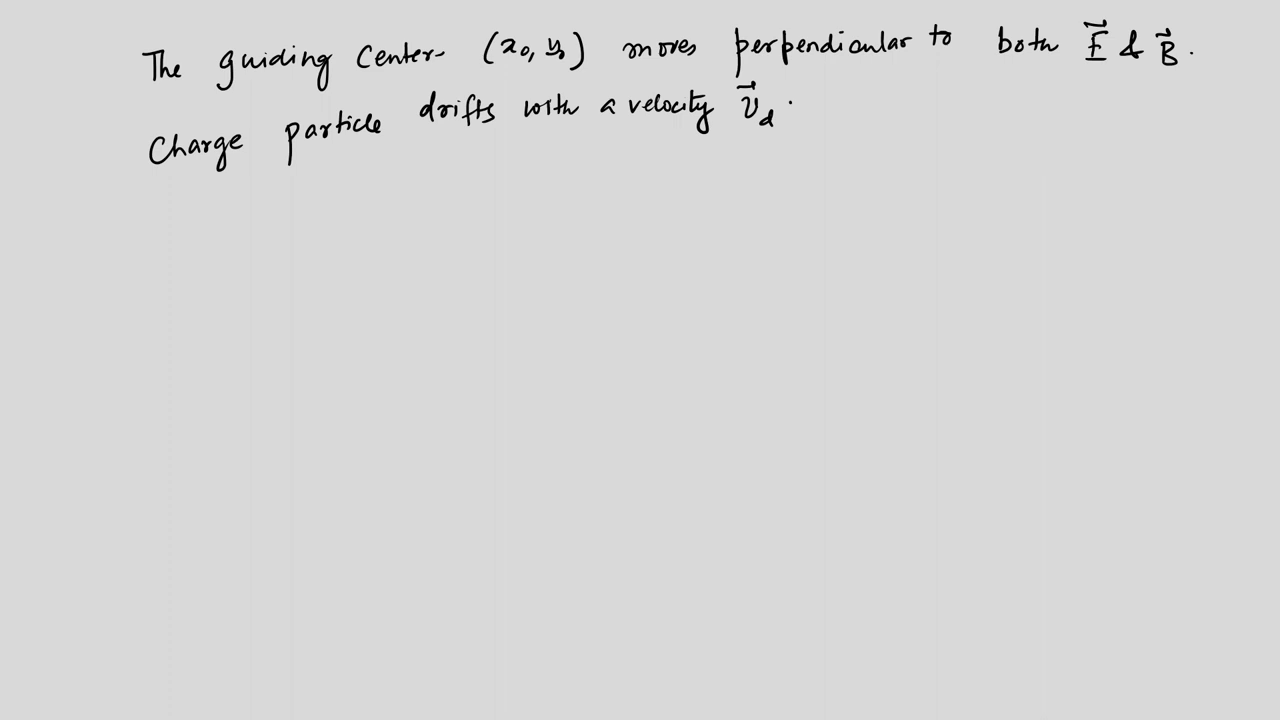 The guiding center (x₀, y₀) moves perpendicular to both E⃗ & B⃗.
Charge particle drifts with a velocity v⃗_d.